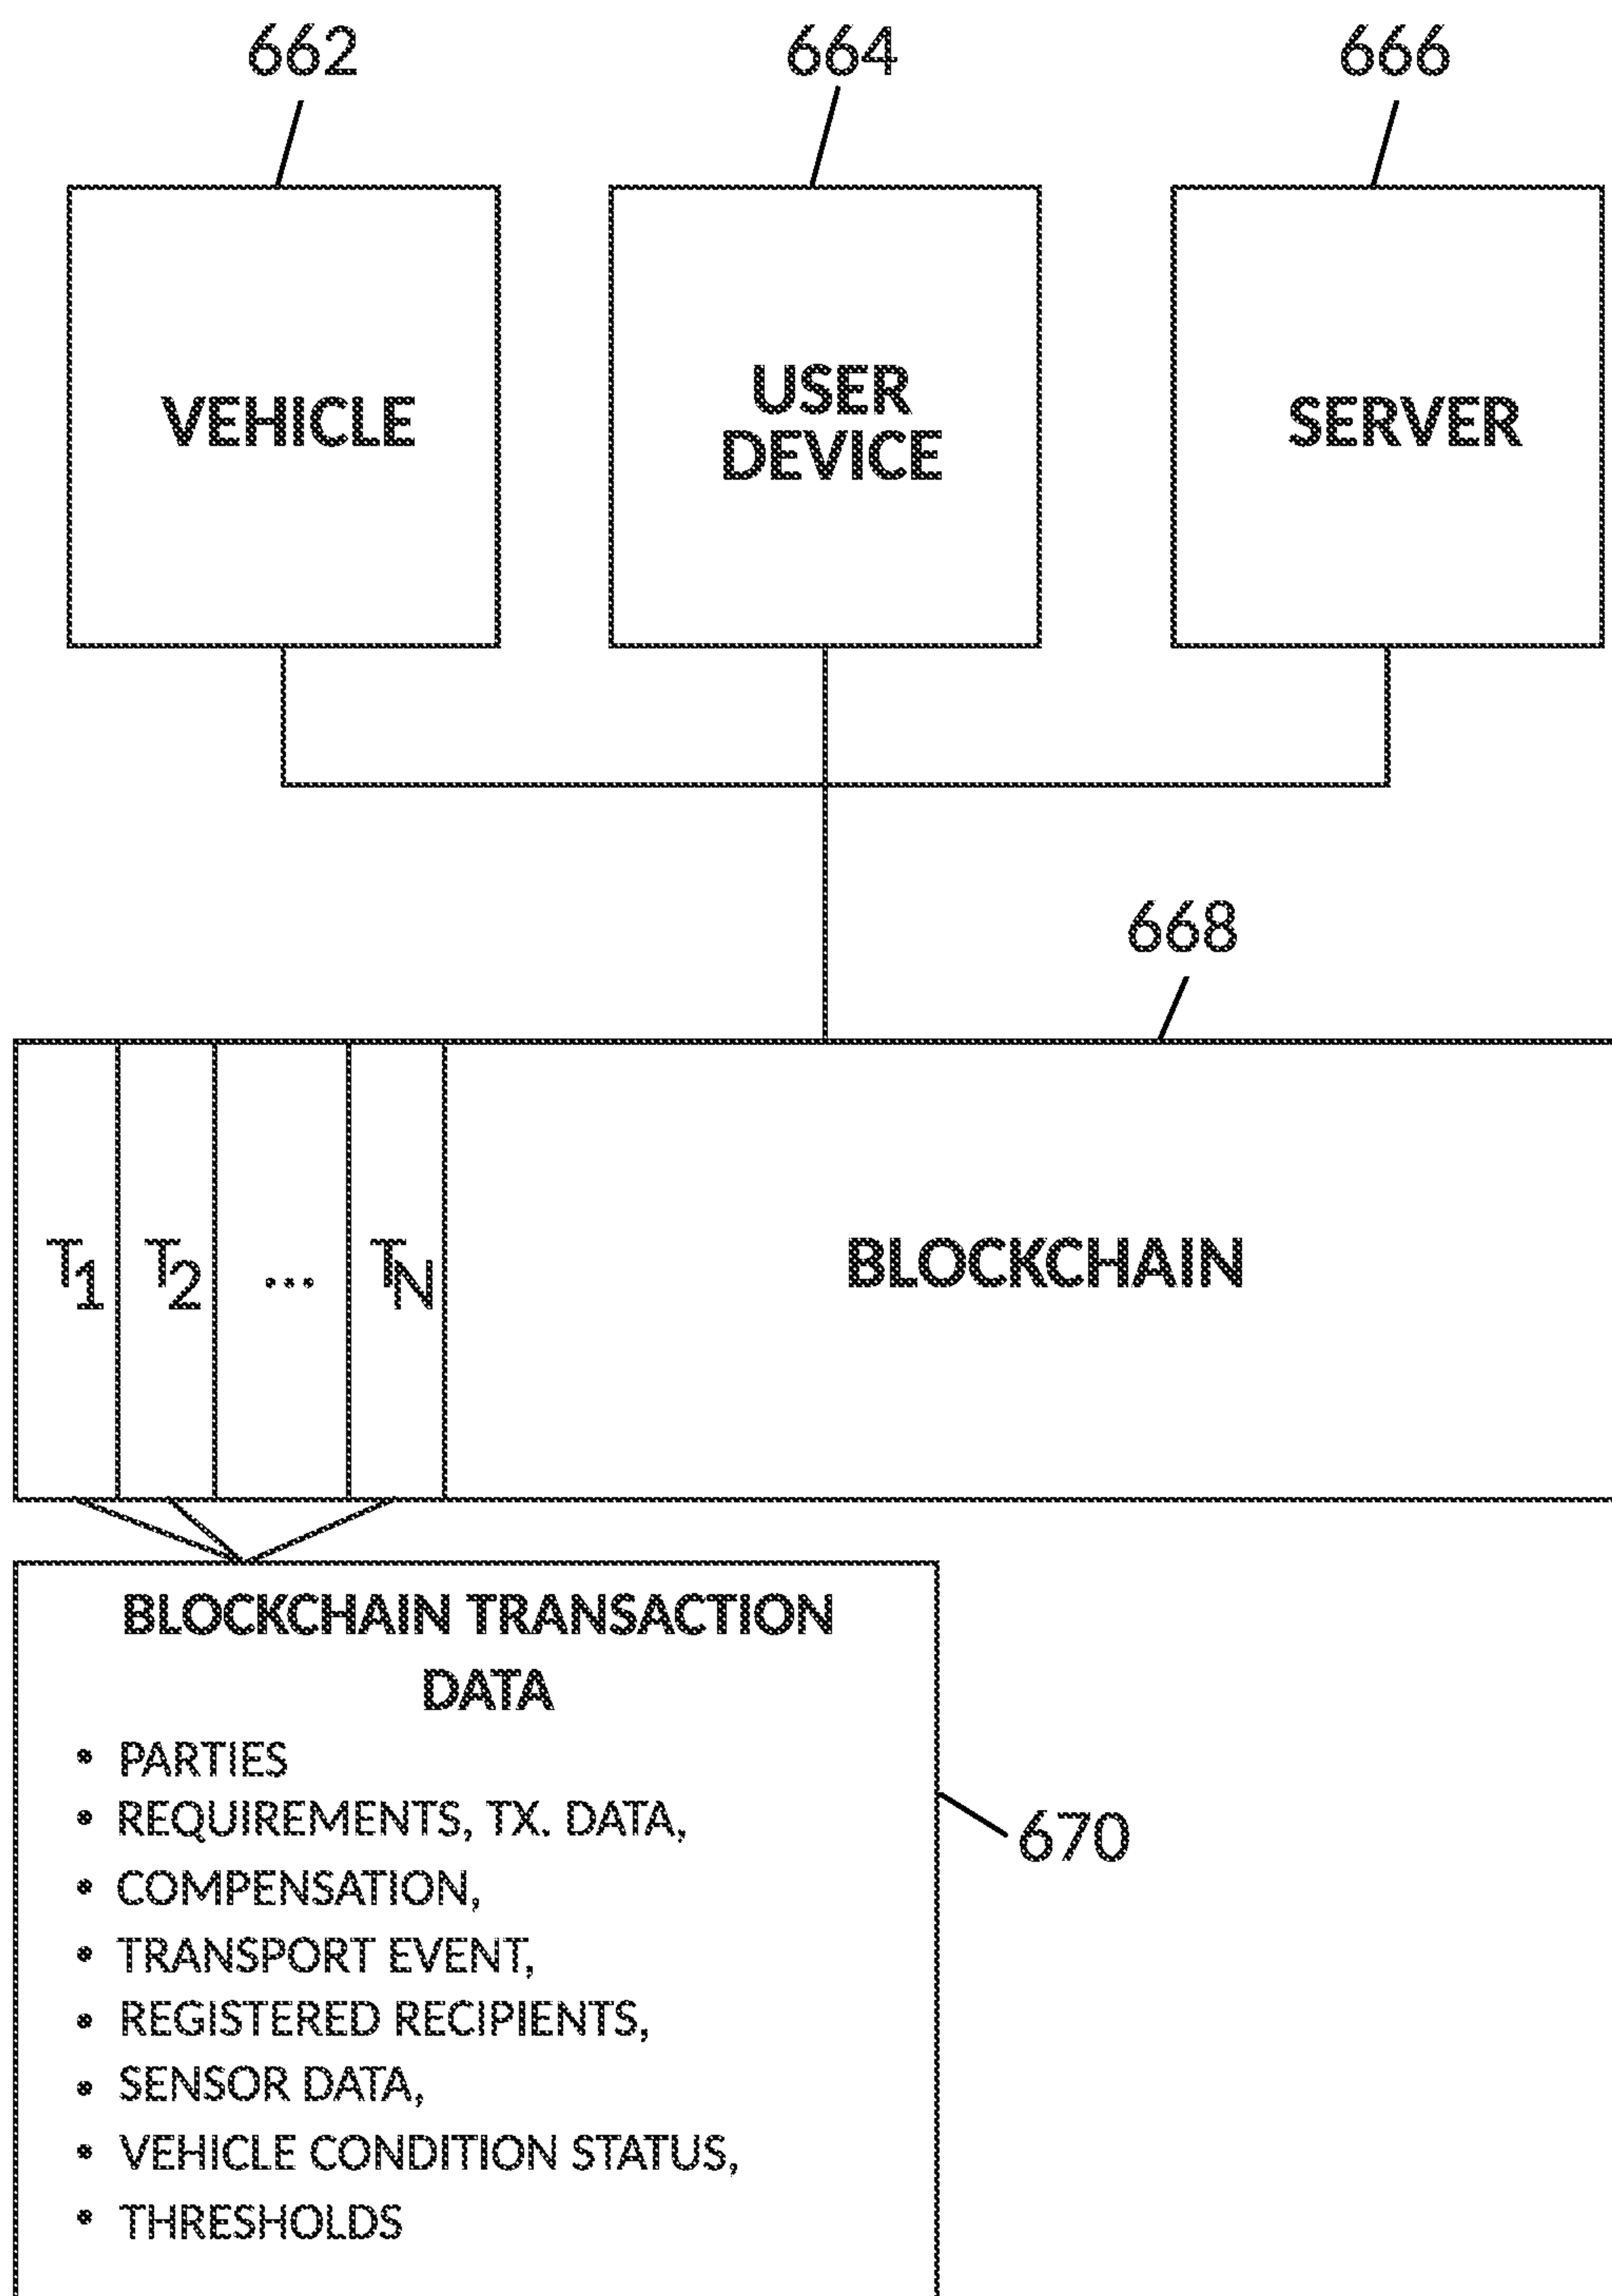 662 664 666
VEHICLE
USER
DEVICE
SERVER
668
T1 T2 ... TN
BLOCKCHAIN
BLOCKCHAIN TRANSACTION
DATA
• PARTIES
• REQUIREMENTS, TX. DATA,
• COMPENSATION,
• TRANSPORT EVENT,
• REGISTERED RECIPIENTS,
• SENSOR DATA,
• VEHICLE CONDITION STATUS,
• THRESHOLDS
670